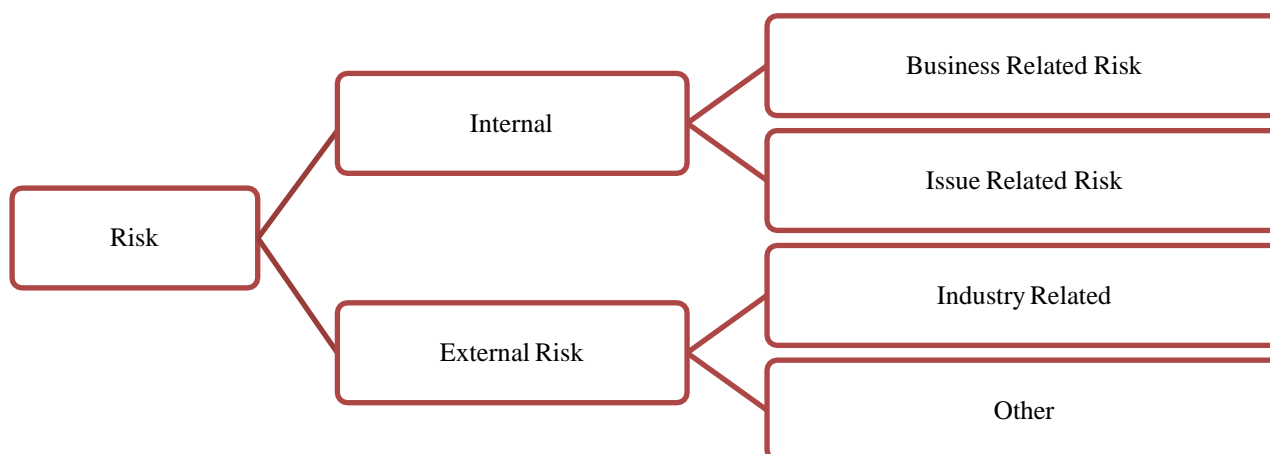 Risk
Internal
Business Related Risk
Issue Related Risk
External Risk
Industry Related
Other